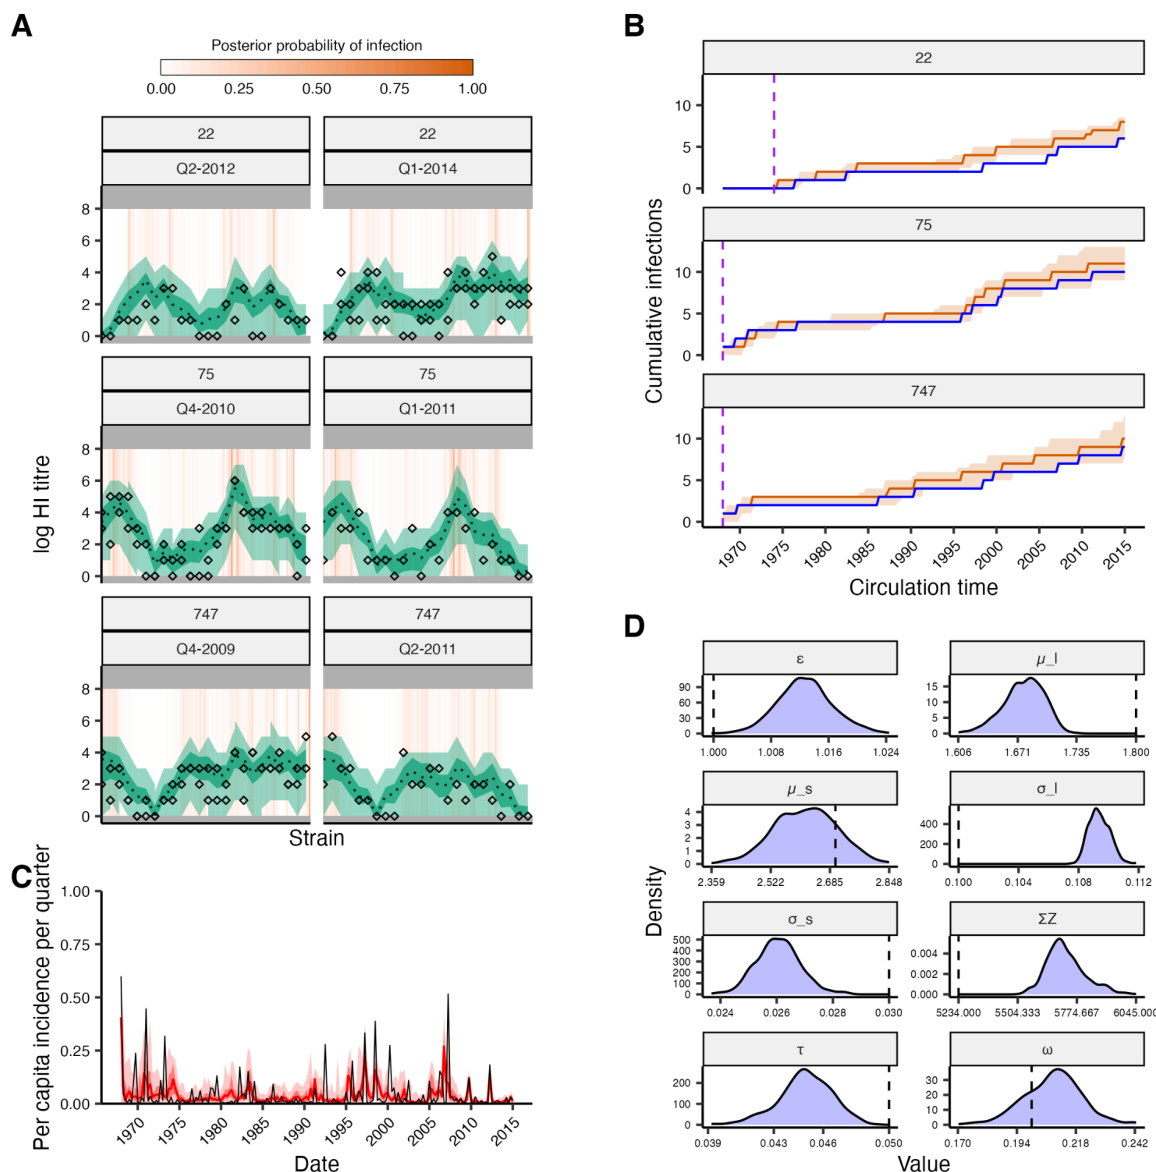 A
Posterior probability of infection
0.00 0.25 0.50 0.75 1.00
22 22
Q2-2012 Q1-2014
8
6
4
2
0
75 75
Q4-2010 Q1-2011
8
6
4
2
0
747 747
Q4-2009 Q2-2011
8
6
4
2
0
log HI titre
Strain
B
22
10
5
0
75
10
5
0
747
10
5
0
Cumulative infections
1970 1975 1980 1985 1990 1995 2000 2005 2010 2015
Circulation time
C
1.00
0.75
0.50
0.25
0.00
Per capita incidence per quarter
1970 1975 1980 1985 1990 1995 2000 2005 2010 2015
Date
D
ε μ_l
90
60
30
0
15
10
5
0
1.000 1.008 1.016 1.024
1.606 1.671 1.735 1.800
μ_s σ_l
4
3
2
1
0
400
200
0
2.359 2.522 2.685 2.848
0.100 0.104 0.108 0.112
σ_s ΣZ
500
400
300
200
100
0
0.004
0.002
0.000
0.024 0.026 0.028 0.030
5234.000 5504.333 5774.667 6045.000
τ ω
200
100
0
30
20
10
0
0.039 0.043 0.046 0.050
0.170 0.194 0.218 0.242
Density
Value